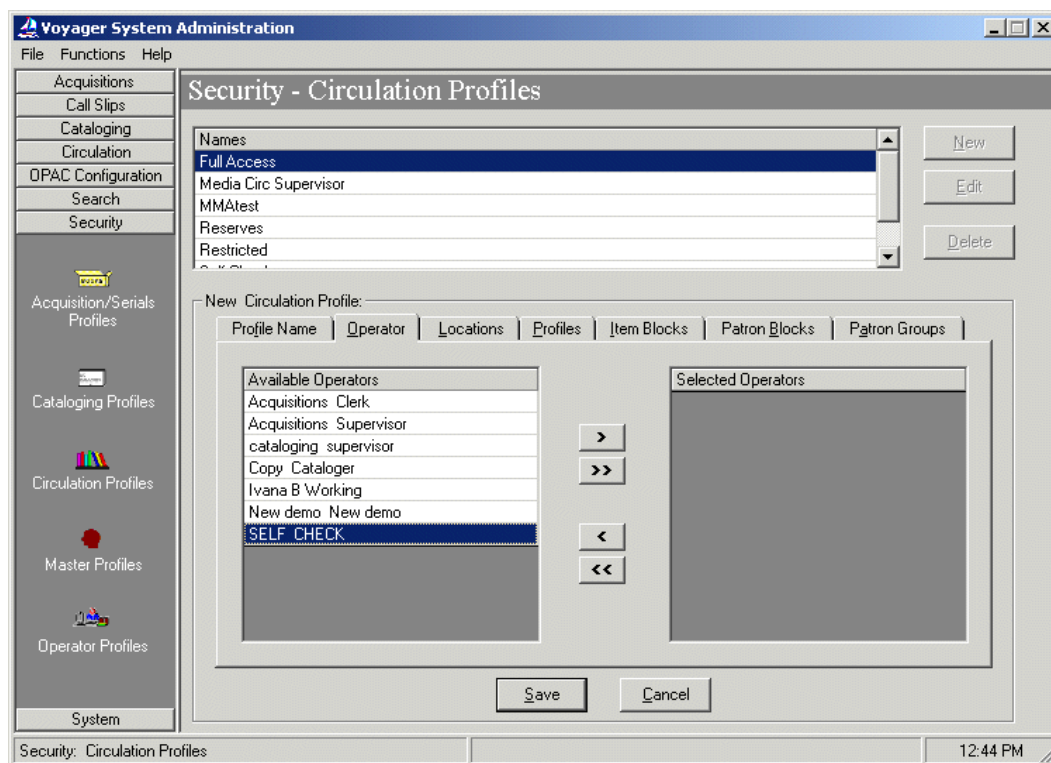 Voyager System Administration
File Functions Help
Acquisitions
Call Slips
Cataloging
Circulation
OPAC Configuration
Search
Security
Acquisition/Serials
Profiles
Cataloging Profiles
Circulation Profiles
Master Profiles
Operator Profiles
System
Security - Circulation Profiles
Names
Full Access
Media Circ Supervisor
MMAtest
Reserves
Restricted
New
Edit
Delete
New Circulation Profile:
Profile Name Operator Locations Profiles Item Blocks Patron Blocks Patron Groups
Available Operators
Acquisitions Clerk
Acquisitions Supervisor
cataloging supervisor
Copy Cataloger
Ivana B Working
New demo New demo
SELF CHECK
>
>>
<
<<
Selected Operators
Save Cancel
Security: Circulation Profiles 12:44 PM